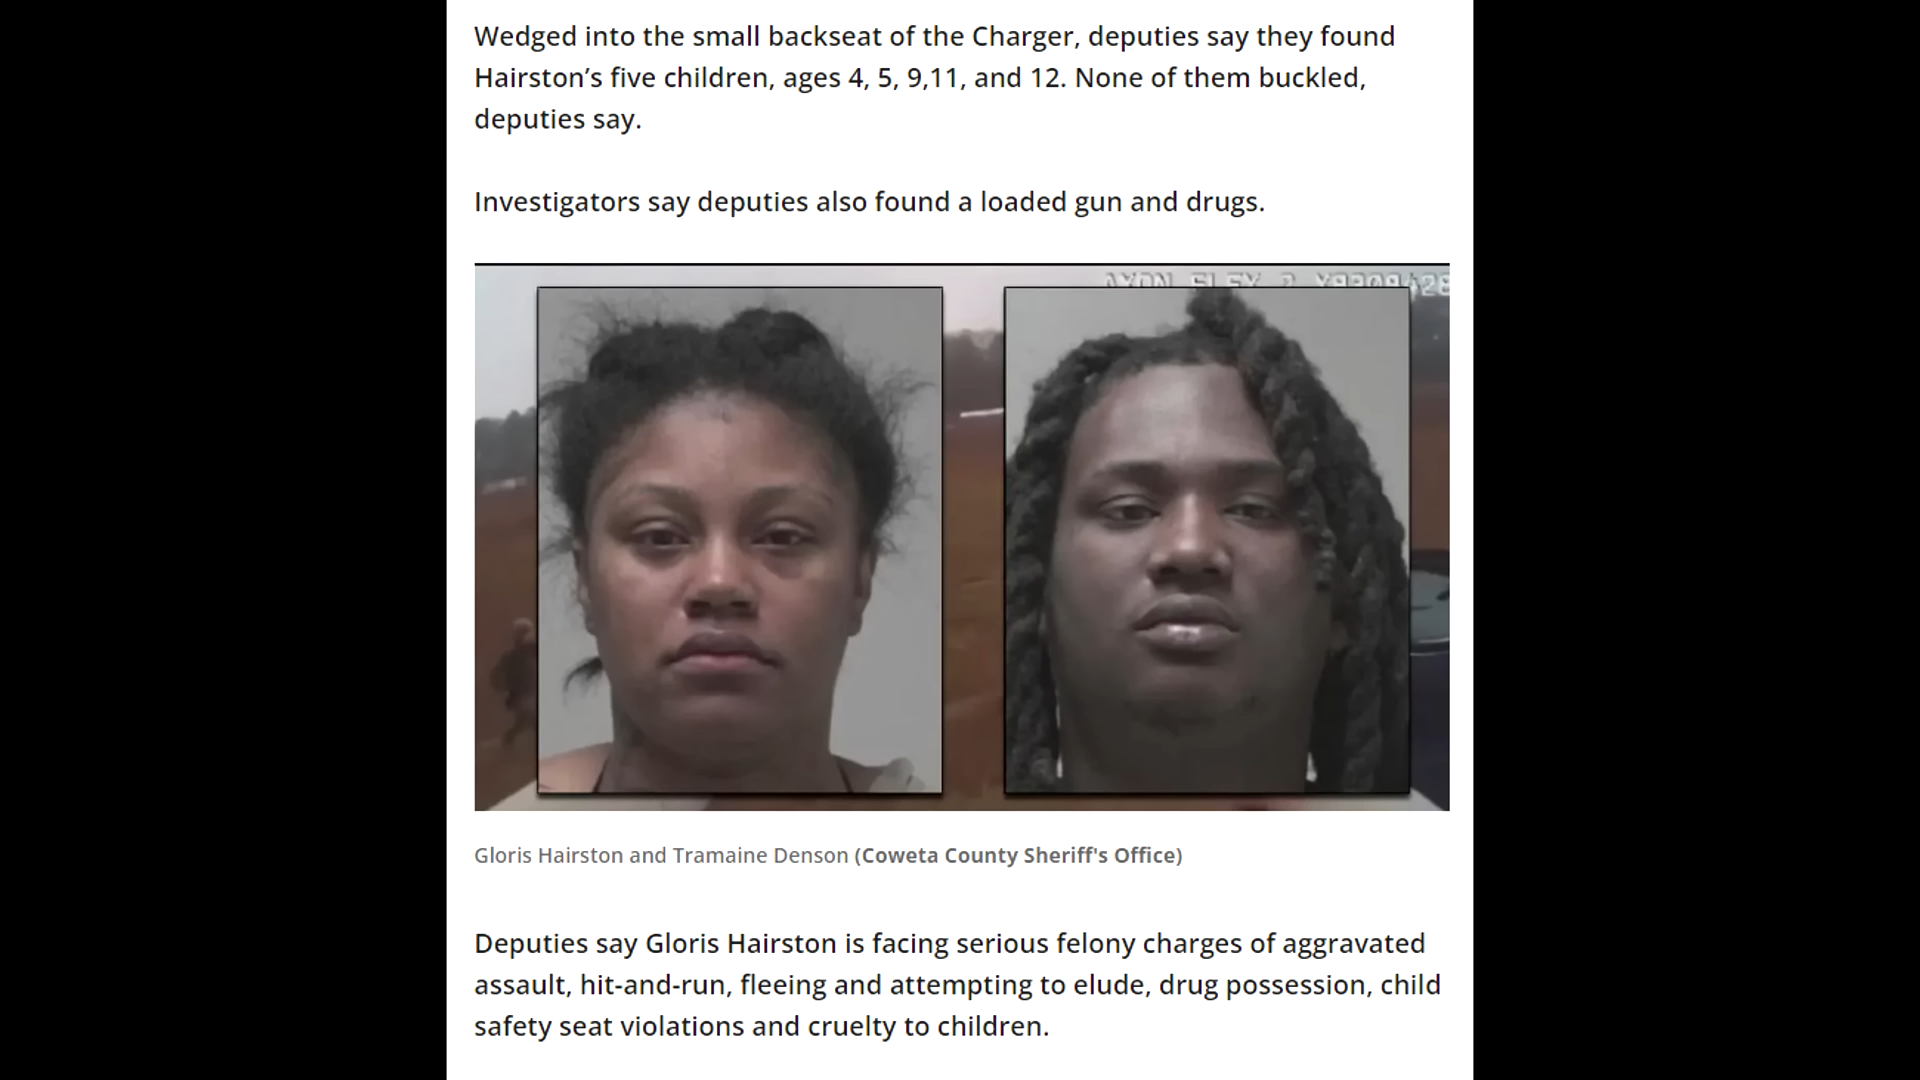 Wedged into the small backseat of the Charger, deputies say they found
Hairston’s five children, ages 4, 5, 9,11, and 12. None of them buckled,
deputies say.
Investigators say deputies also found a loaded gun and drugs.
AXON FLEX 2
Gloris Hairston and Tramaine Denson (Coweta County Sheriff's Office)
Deputies say Gloris Hairston is facing serious felony charges of aggravated
assault, hit-and-run, fleeing and attempting to elude, drug possession, child
safety seat violations and cruelty to children.